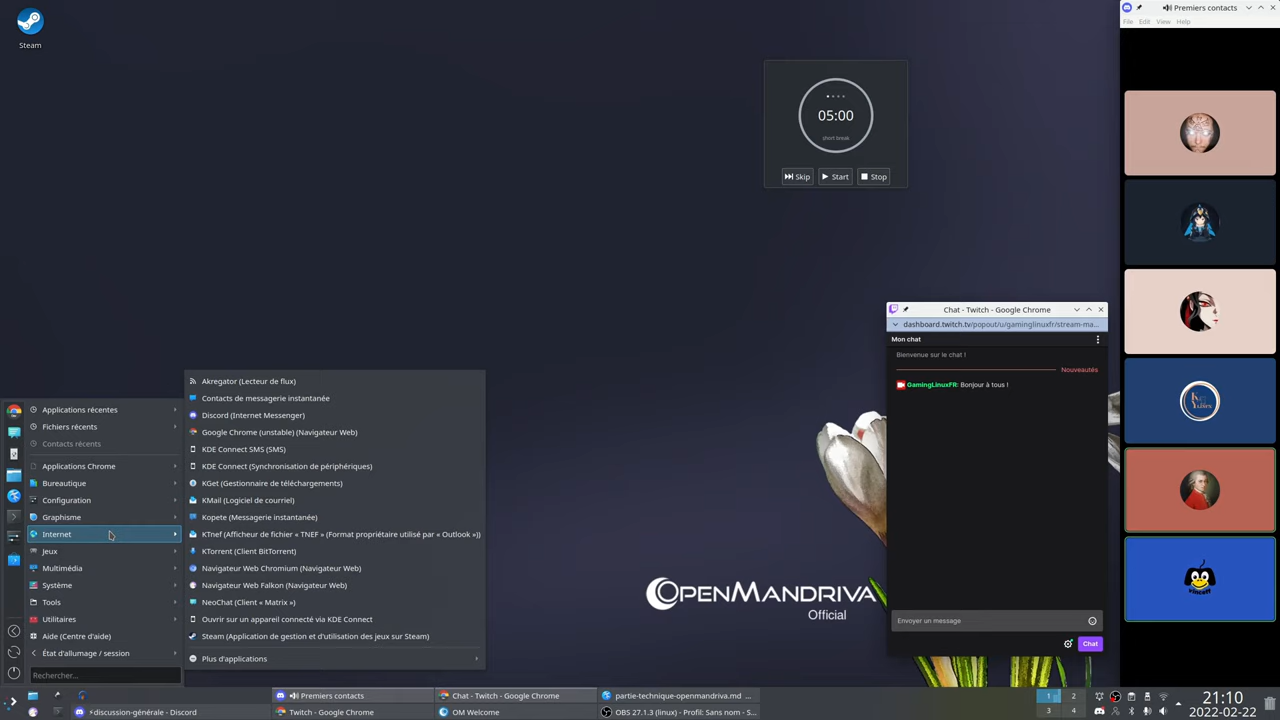 Steam
Premiers contacts
File Edit View Help
05:00
short break
Skip Start Stop
Chat - Twitch - Google Chrome
dashboard.twitch.tv/popout/u/gaminglinuxfr/stream-ma...
Mon chat
Bienvenue sur le chat !
Nouveautés
GamingLinuxFR: Bonjour à tous !
Envoyer un message
Chat
OPENMANDRIVA
Official
Applications récentes
Fichiers récents
Contacts récents
Applications Chrome
Bureautique
Configuration
Graphisme
Internet
Jeux
Multimédia
Système
Tools
Utilitaires
Aide (Centre d'aide)
État d'allumage / session
Rechercher...
Akregator (Lecteur de flux)
Contacts de messagerie instantanée
Discord (Internet Messenger)
Google Chrome (unstable) (Navigateur Web)
KDE Connect SMS (SMS)
KDE Connect (Synchronisation de périphériques)
KGet (Gestionnaire de téléchargements)
KMail (Logiciel de courriel)
Kopete (Messagerie instantanée)
KTnef (Afficheur de fichier « TNEF » (Format propriétaire utilisé par « Outlook »))
KTorrent (Client BitTorrent)
Navigateur Web Chromium (Navigateur Web)
Navigateur Web Falkon (Navigateur Web)
NeoChat (Client « Matrix »)
Ouvrir sur un appareil connecté via KDE Connect
Steam (Application de gestion et d'utilisation des jeux sur Steam)
Plus d'applications
Premiers contacts
Chat - Twitch - Google Chrome
partie-technique-openmandriva.md ...
⚡discussion-générale - Discord
Twitch - Google Chrome
OM Welcome
OBS 27.1.3 (linux) - Profil: Sans nom - S...
1 2
3 4
21:10
2022-02-22